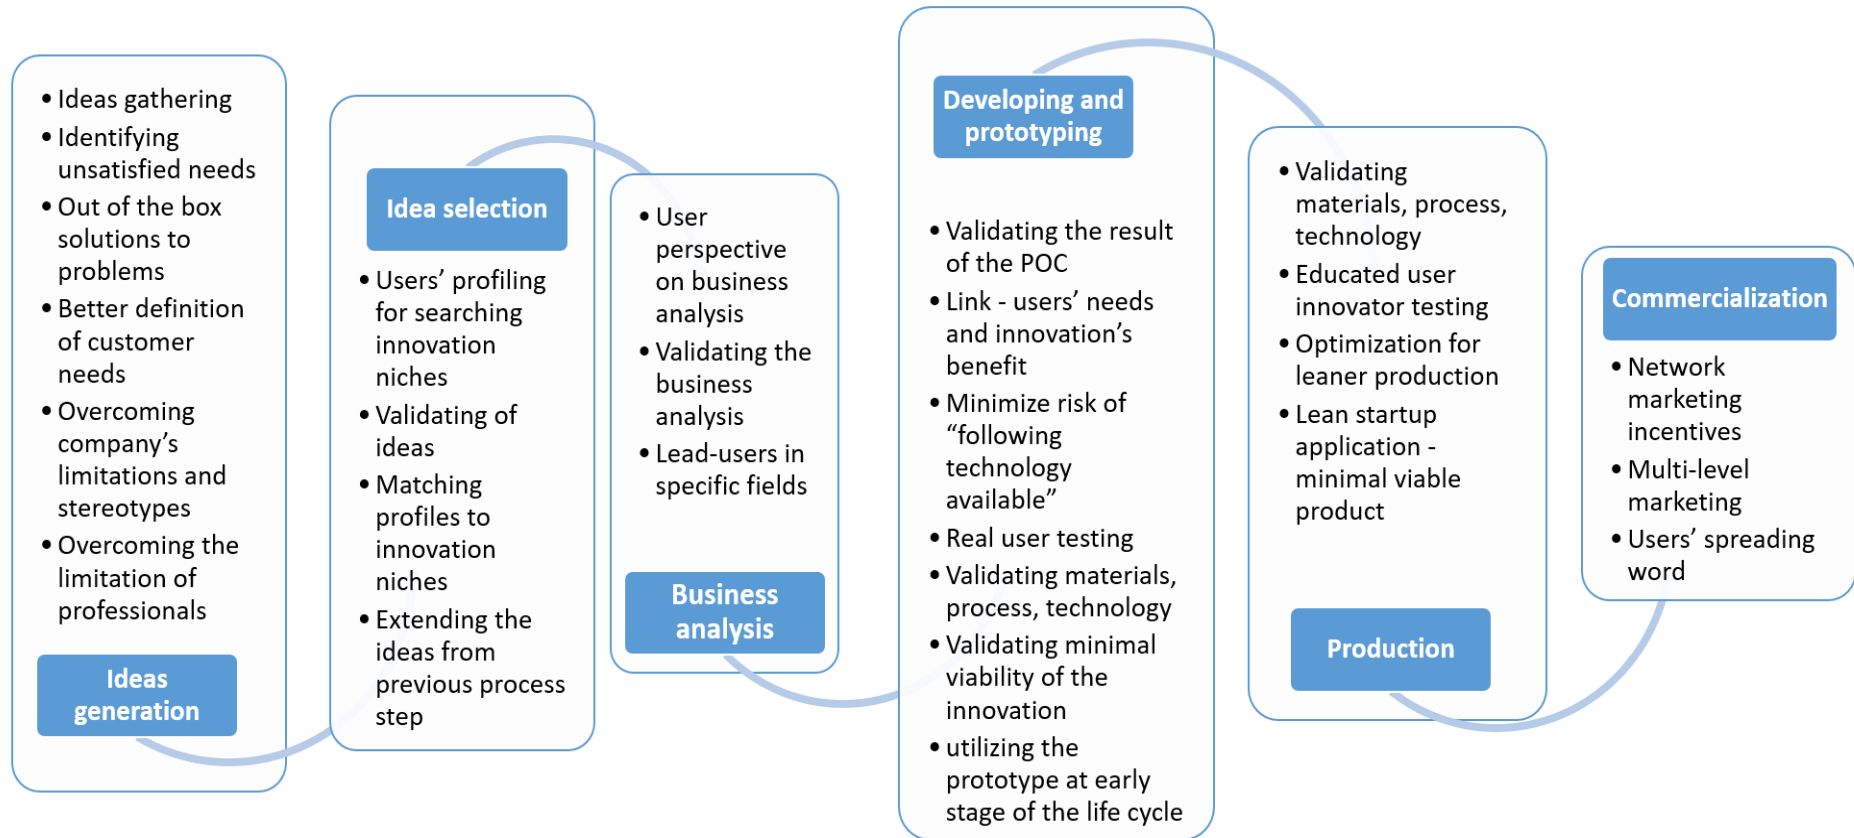 • Ideas gathering
• Identifying
unsatisfied needs
• Out of the box
solutions to
problems
• Better definition
of customer
needs
• Overcoming
company’s
limitations and
stereotypes
• Overcoming the
limitation of
professionals
Ideas
generation
Idea selection
• Users’ profiling
for searching
innovation
niches
• Validating of
ideas
• Matching
profiles to
innovation
niches
• Extending the
ideas from
previous process
step
• User
perspective
on business
analysis
• Validating the
business
analysis
• Lead-users in
specific fields
Business
analysis
Developing and
prototyping
• Validating the result
of the POC
• Link - users’ needs
and innovation’s
benefit
• Minimize risk of
“following
technology
available”
• Real user testing
• Validating materials,
process, technology
• Validating minimal
viability of the
innovation
• utilizing the
prototype at early
stage of the life cycle
• Validating
materials, process,
technology
• Educated user
innovator testing
• Optimization for
leaner production
• Lean startup
application -
minimal viable
product
Production
Commercialization
• Network
marketing
incentives
• Multi-level
marketing
• Users’ spreading
word